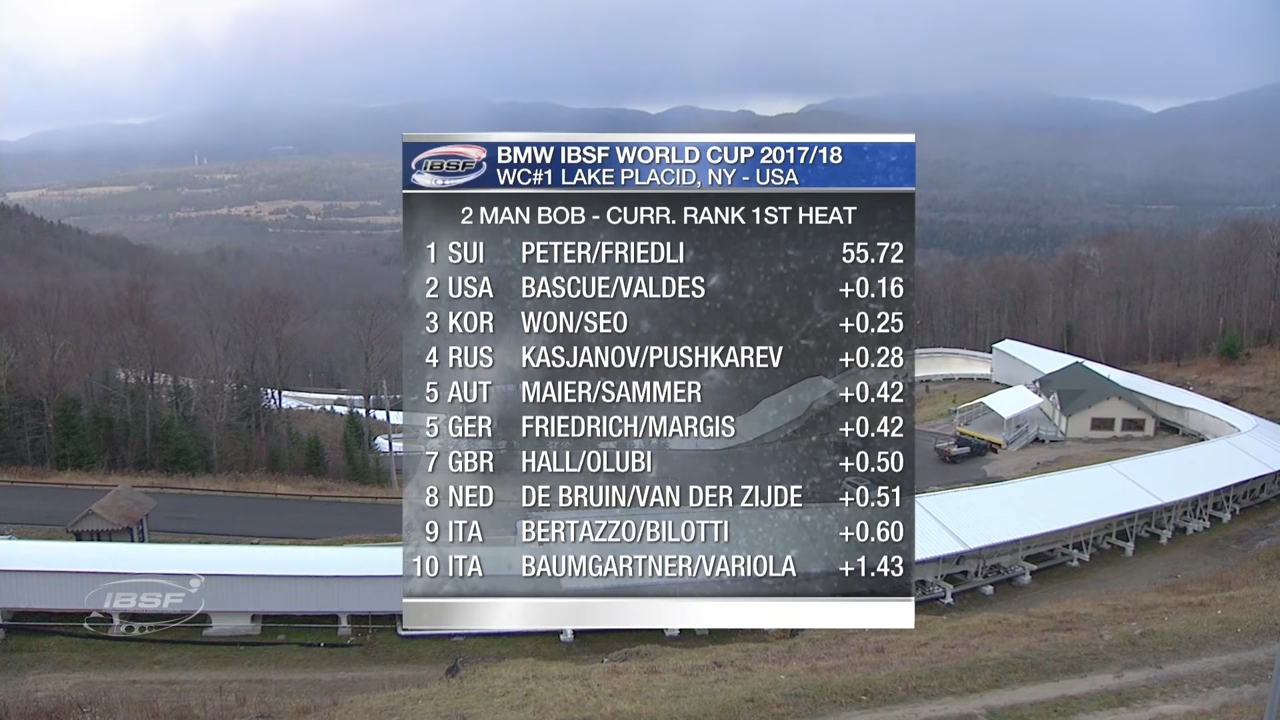 IBSF
BMW IBSF WORLD CUP 2017/18
WC#1 LAKE PLACID, NY - USA
2 MAN BOB - CURR. RANK 1ST HEAT
1 SUI PETER/FRIEDLI 55.72
2 USA BASCUE/VALDES +0.16
3 KOR WON/SEO +0.25
4 RUS KASJANOV/PUSHKAREV +0.28
5 AUT MAIER/SAMMER +0.42
5 GER FRIEDRICH/MARGIS +0.42
7 GBR HALL/OLUBI +0.50
8 NED DE BRUIN/VAN DER ZIJDE +0.51
9 ITA BERTAZZO/BILOTTI +0.60
10 ITA BAUMGARTNER/VARIOLA +1.43
IBSF